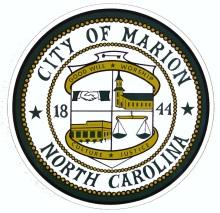 CITY OF MARION
GOOD WILL ★ WORSHIP
18 44
CULTURE ★ JUSTICE
NORTH CAROLINA